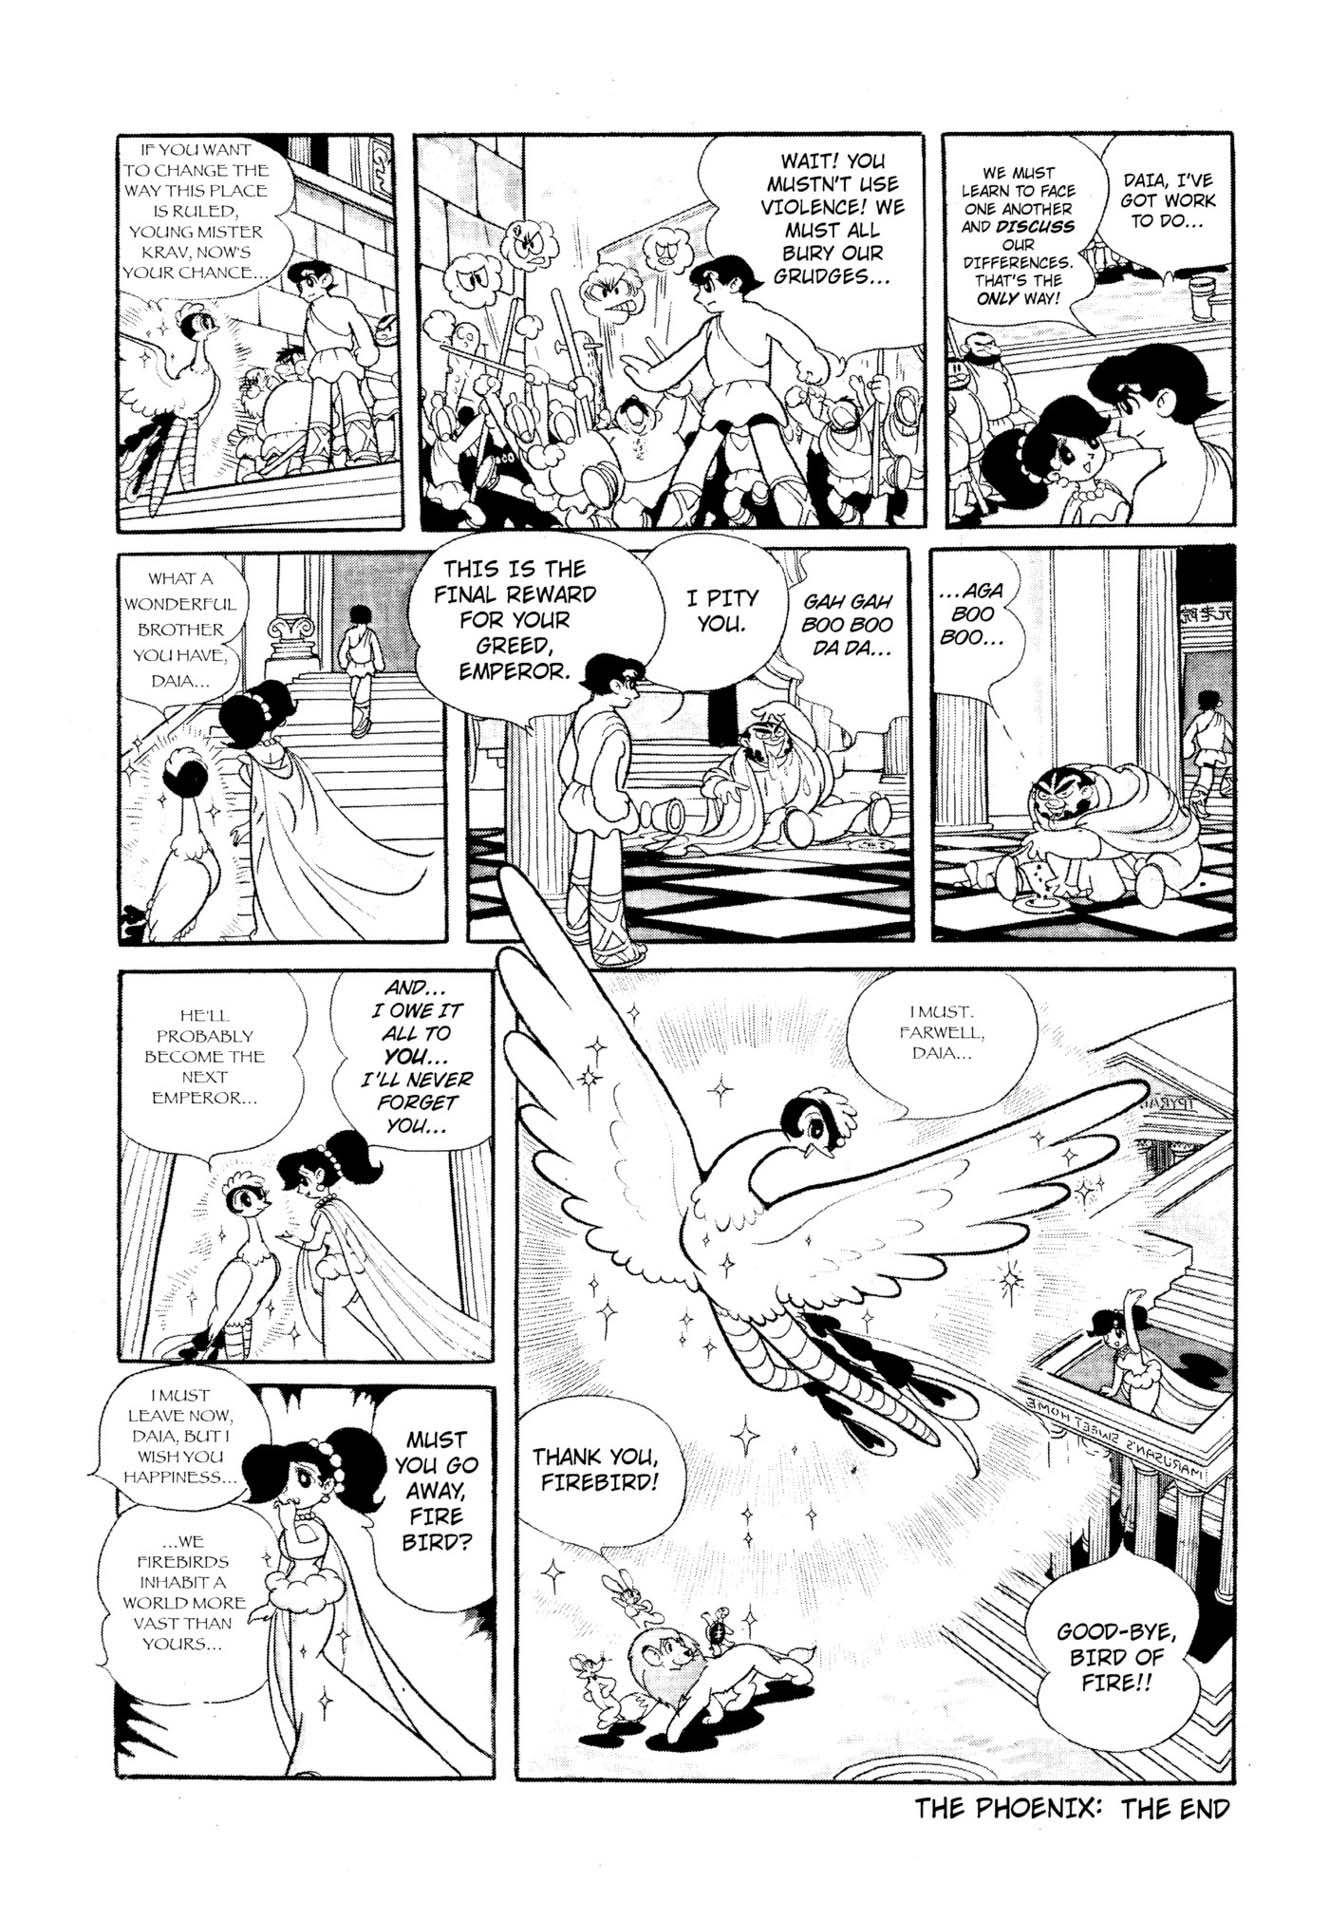 IF YOU WANT
TO CHANGE THE
WAY THIS PLACE
IS RULED,
YOUNG MISTER
KRAV, NOW'S
YOUR CHANCE...
WAIT! YOU
MUSTN'T USE
VIOLENCE! WE
MUST ALL
BURY OUR
GRUDGES...
WE MUST
LEARN TO FACE
ONE ANOTHER
AND DISCUSS
OUR
DIFFERENCES.
THAT'S THE
ONLY WAY!
DAIA, I'VE
GOT WORK
TO DO...
WHAT A
WONDERFUL
BROTHER
YOU HAVE,
DAIA...
THIS IS THE
FINAL REWARD
FOR YOUR
GREED,
EMPEROR.
I PITY
YOU.
GAH GAH
BOO BOO
DA DA...
...AGA
BOO
BOO...
元老院
HE'LL
PROBABLY
BECOME THE
NEXT
EMPEROR...
AND...
I OWE IT
ALL TO
YOU...
I'LL NEVER
FORGET
YOU...
I MUST
LEAVE NOW,
DAIA, BUT I
WISH YOU
HAPPINESS...
...WE
FIREBIRDS
INHABIT A
WORLD MORE
VAST THAN
YOURS...
MUST
YOU GO
AWAY,
FIRE
BIRD?
I MUST.
FARWELL,
DAIA...
MARUSAN'S SWEET HOME
THANK YOU,
FIREBIRD!
GOOD-BYE,
BIRD OF
FIRE!!
THE PHOENIX: THE END